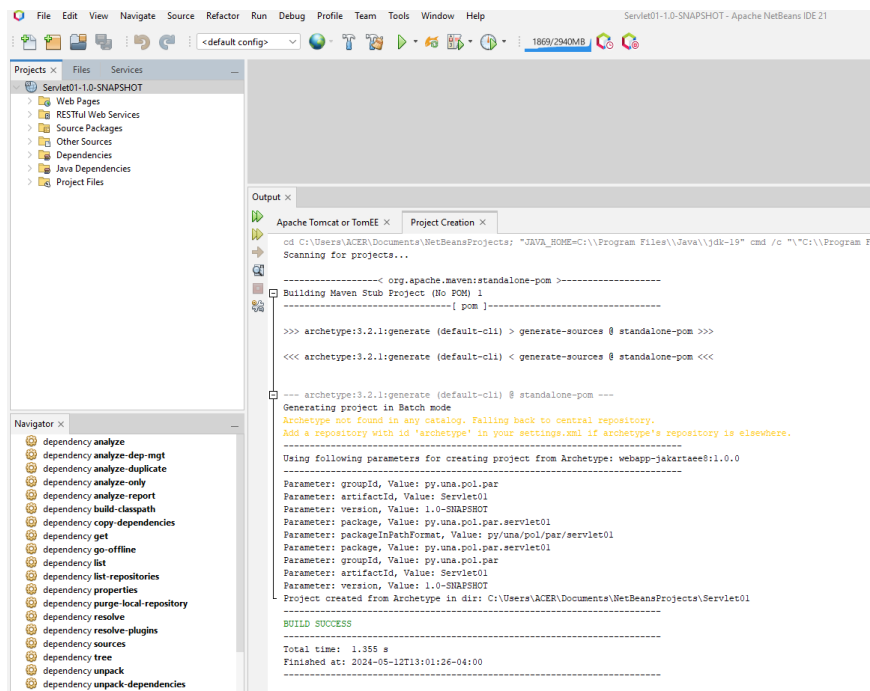 File Edit View Navigate Source Refactor Run Debug Profile Team Tools Window Help
Servlet01-1.0-SNAPSHOT - Apache NetBeans IDE 21
<default config>
1869/2940MB
Projects × Files Services
Servlet01-1.0-SNAPSHOT
Web Pages
RESTful Web Services
Source Packages
Other Sources
Dependencies
Java Dependencies
Project Files
Navigator ×
dependency analyze
dependency analyze-dep-mgt
dependency analyze-duplicate
dependency analyze-only
dependency analyze-report
dependency build-classpath
dependency copy-dependencies
dependency get
dependency go-offline
dependency list
dependency list-repositories
dependency properties
dependency purge-local-repository
dependency resolve
dependency resolve-plugins
dependency sources
dependency tree
dependency unpack
dependency unpack-dependencies
Output ×
Apache Tomcat or TomEE × Project Creation ×
cd C:\Users\ACER\Documents\NetBeansProjects; "JAVA_HOME=C:\\Program Files\\Java\\jdk-19" cmd /c "\"C:\\Program F
Scanning for projects...
------------------< org.apache.maven:standalone-pom >-------------------
Building Maven Stub Project (No POM) 1
--------------------------------[ pom ]---------------------------------
>>> archetype:3.2.1:generate (default-cli) > generate-sources @ standalone-pom >>>
<<< archetype:3.2.1:generate (default-cli) < generate-sources @ standalone-pom <<<
--- archetype:3.2.1:generate (default-cli) @ standalone-pom ---
Generating project in Batch mode
Archetype not found in any catalog. Falling back to central repository.
Add a repository with id 'archetype' in your settings.xml if archetype's repository is elsewhere.
----------------------------------------------------------------------------
Using following parameters for creating project from Archetype: webapp-jakartaee8:1.0.0
----------------------------------------------------------------------------
Parameter: groupId, Value: py.una.pol.par
Parameter: artifactId, Value: Servlet01
Parameter: version, Value: 1.0-SNAPSHOT
Parameter: package, Value: py.una.pol.par.servlet01
Parameter: packageInPathFormat, Value: py/una/pol/par/servlet01
Parameter: package, Value: py.una.pol.par.servlet01
Parameter: groupId, Value: py.una.pol.par
Parameter: artifactId, Value: Servlet01
Parameter: version, Value: 1.0-SNAPSHOT
Project created from Archetype in dir: C:\Users\ACER\Documents\NetBeansProjects\Servlet01
------------------------------------------------------------------------
BUILD SUCCESS
------------------------------------------------------------------------
Total time:  1.355 s
Finished at: 2024-05-12T13:01:26-04:00
------------------------------------------------------------------------